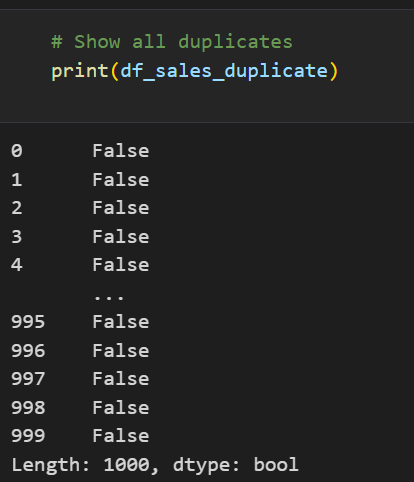 # Show all duplicates
print(df_sales_duplicate)
0 False
1 False
2 False
3 False
4 False
...
995 False
996 False
997 False
998 False
999 False
Length: 1000, dtype: bool